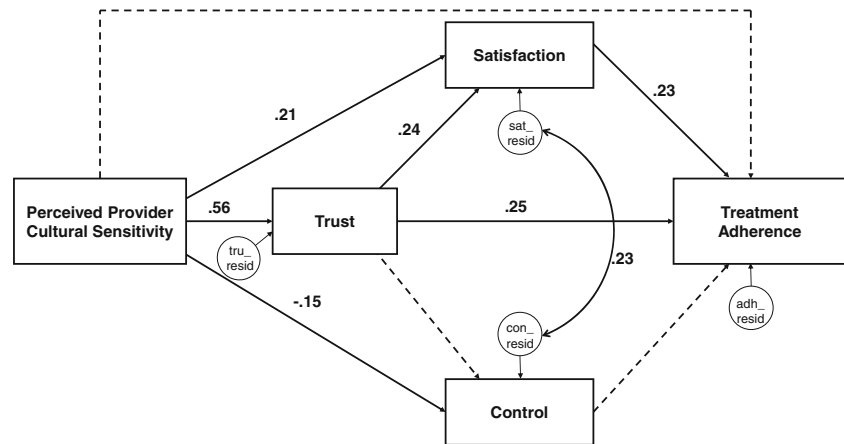 Satisfaction
.21
.24
.23
sat_
resid
Perceived Provider
Cultural Sensitivity
.56
Trust
.25
Treatment
Adherence
tru_
resid
.23
-.15
con_
resid
adh_
resid
Control